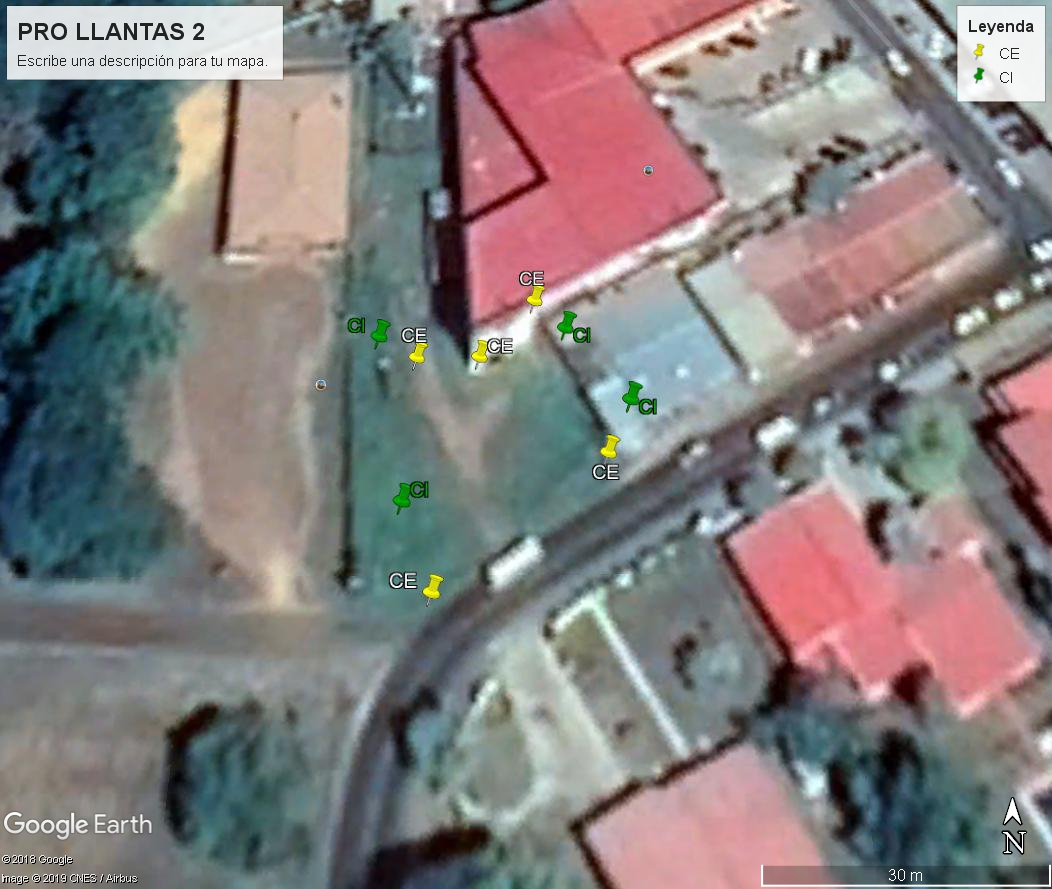 PRO LLANTAS 2
Escribe una descripción para tu mapa.
Leyenda
CE
CI
CE
CI
CE
CE
CI
CI
CE
CI
CE
Google Earth
N
©2018 Google
Image © 2019 CNES / Airbus
30 m